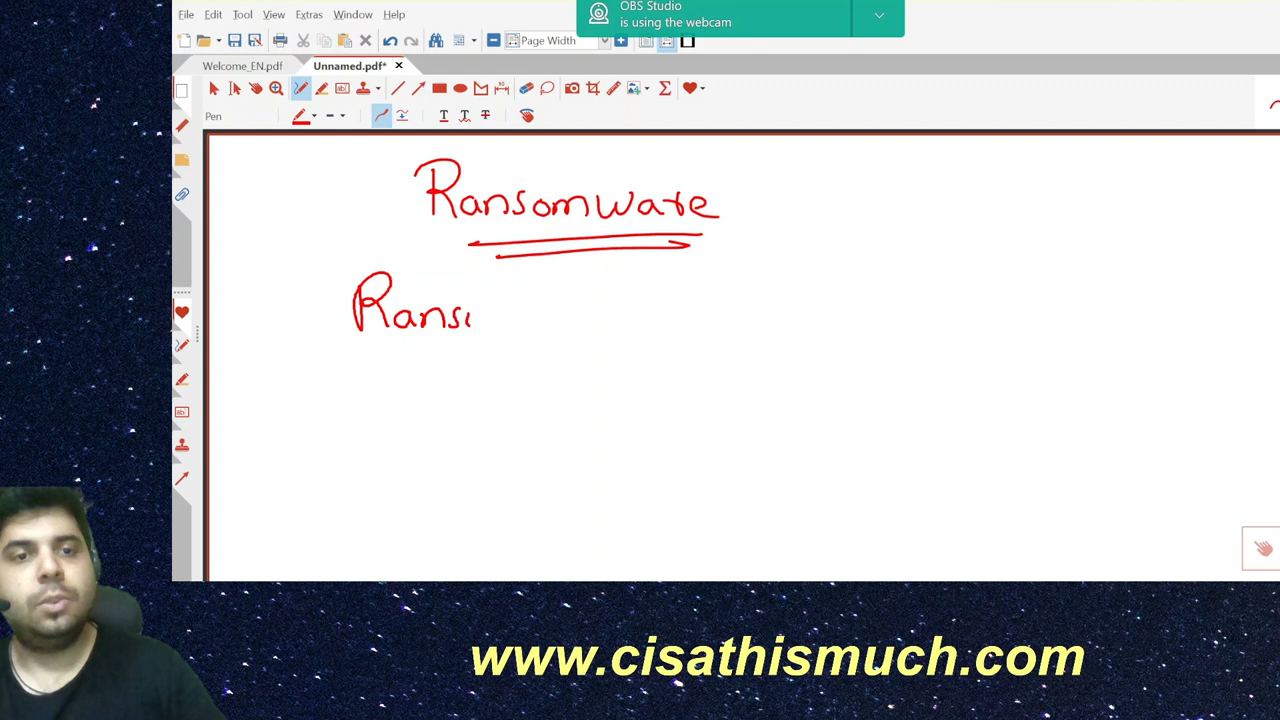 OBS Studio
is using the webcam
File Edit Tool View Extras Window Help
Page Width
Welcome_EN.pdf Unnamed.pdf*
Pen
Ransomware
Rans
www.cisathismuch.com